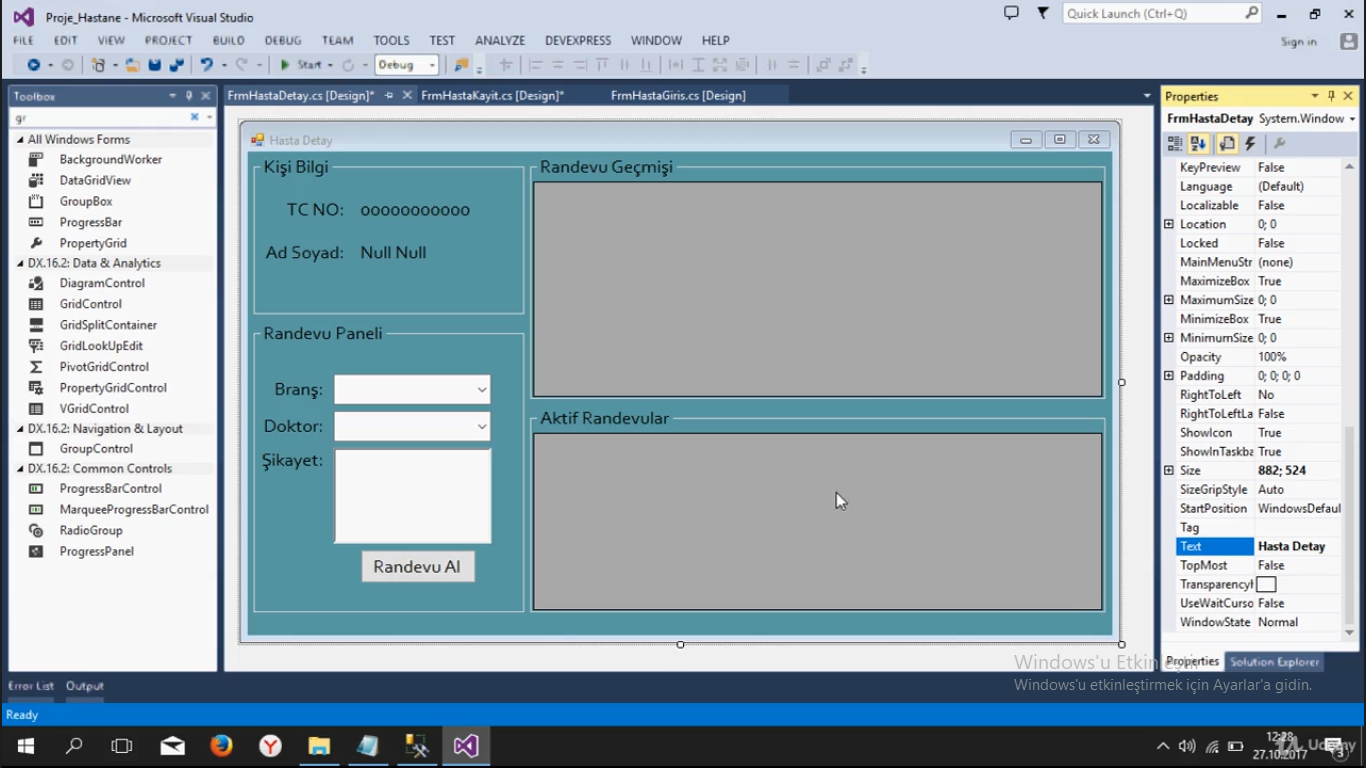 Proje_Hastane - Microsoft Visual Studio
Quick Launch (Ctrl+Q)
FILE EDIT VIEW PROJECT BUILD DEBUG TEAM TOOLS TEST ANALYZE DEVEXPRESS WINDOW HELP
Sign in
Start Debug
Toolbox
gr
All Windows Forms
BackgroundWorker
DataGridView
GroupBox
ProgressBar
PropertyGrid
DX.16.2: Data & Analytics
DiagramControl
GridControl
GridSplitContainer
GridLookUpEdit
PivotGridControl
PropertyGridControl
VGridControl
DX.16.2: Navigation & Layout
GroupControl
DX.16.2: Common Controls
ProgressBarControl
MarqueeProgressBarControl
RadioGroup
ProgressPanel
FrmHastaDetay.cs [Design]* FrmHastaKayit.cs [Design]* FrmHastaGiris.cs [Design]
Hasta Detay
Kişi Bilgi
TC NO: 00000000000
Ad Soyad: Null Null
Randevu Paneli
Branş:
Doktor:
Şikayet:
Randevu Al
Randevu Geçmişi
Aktif Randevular
Properties
FrmHastaDetay System.Window
KeyPreview False
Language (Default)
Localizable False
Location 0; 0
Locked False
MainMenuStr (none)
MaximizeBox True
MaximumSize 0; 0
MinimizeBox True
MinimumSize 0; 0
Opacity 100%
Padding 0; 0; 0; 0
RightToLeft No
RightToLeftLa False
ShowIcon True
ShowInTaskba True
Size 882; 524
SizeGripStyle Auto
StartPosition WindowsDefaul
Tag
Text Hasta Detay
TopMost False
Transparency
UseWaitCurso False
WindowState Normal
Properties Solution Explorer
Windows'u Etkinleştir
Windows'u etkinleştirmek için Ayarlar'a gidin.
Error List Output
Ready
12:28
27.10.2017
Udemy
3